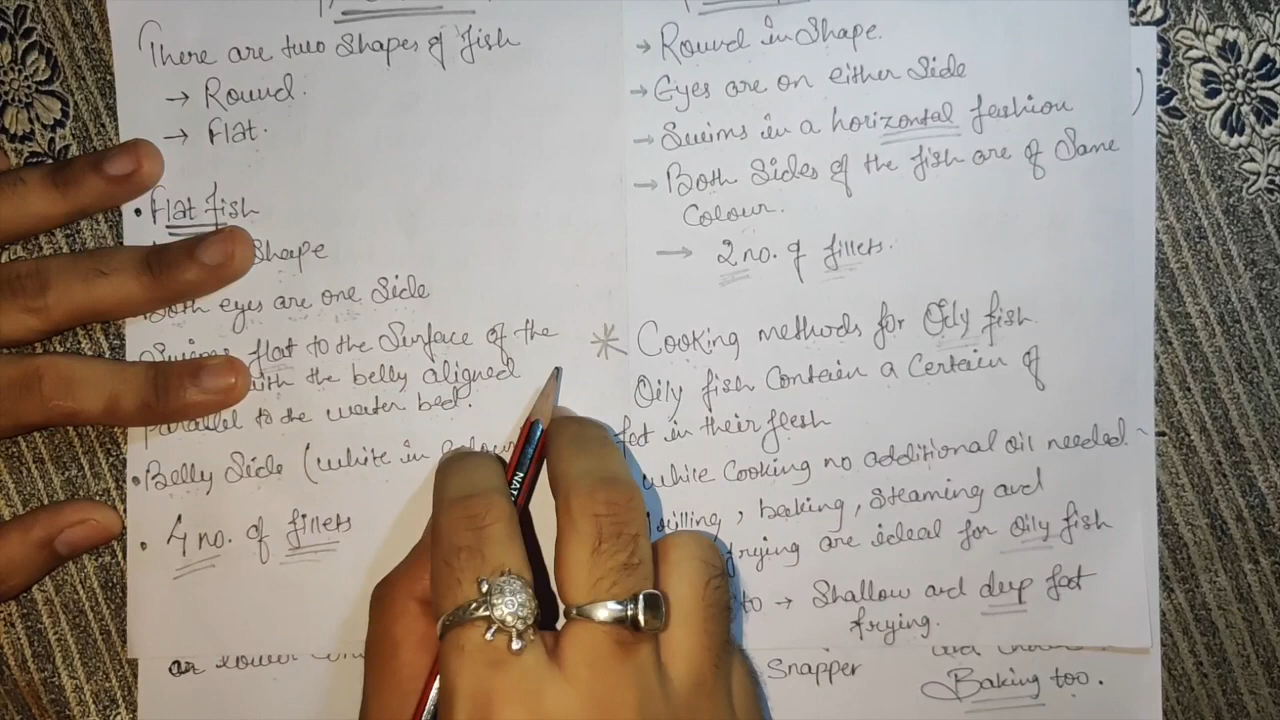 There are two Shapes of fish
→ Round.
→ Flat.
• Flat fish
Shape
Both eyes are one Side
Swims flat to the Surface of the
with the belly aligned
parallel to the water bed.
• Belly Side (white in Colour
• 4 no. of fillets
→ Round in Shape.
→ Eyes are on either Side
→ Swims in a horizontal fashion
→ Both Sides of the fish are of Same
Colour.
→ 2 no. of fillets.
* Cooking methods for Oily fish.
Oily fish Contain a Certain of
fat in their flesh
while Cooking no additional oil needed.
, baking, Steaming and
frying are ideal for Oily fish
to → Shallow and deep fat
frying.
Snapper
Baking too.
NAT